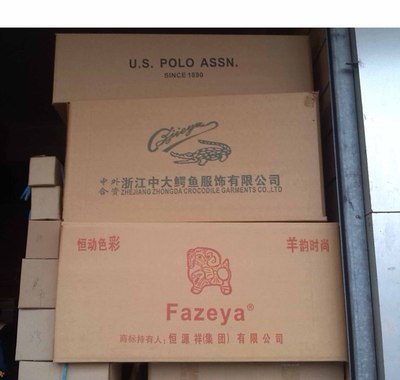 U.S. POLO ASSN.
SINCE 1890
中外
合资
浙江中大鳄鱼服饰有限公司
ZHEJIANG ZHONGDA CROCODILE GARMENTS CO.,LTD
恒动色彩
羊韵时尚
Fazeya®
商标持有人：恒源祥(集团)有限公司